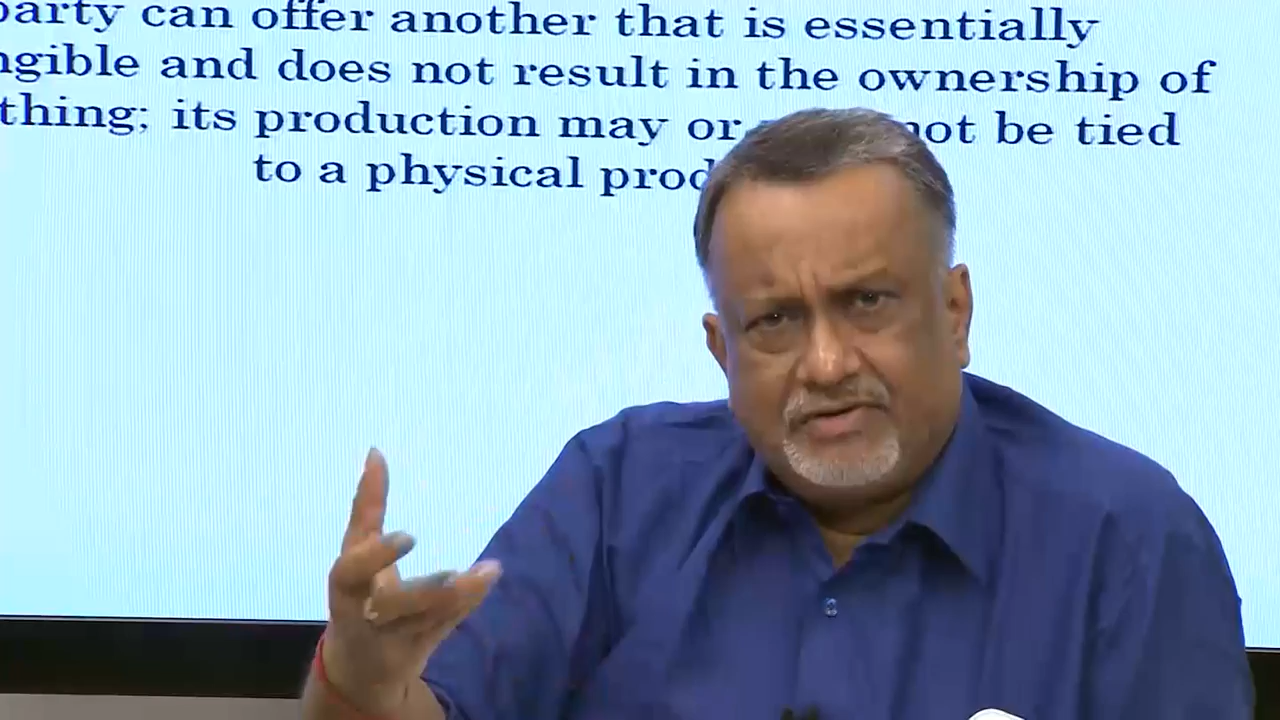 party can offer another that is essentially
ngible and does not result in the ownership of
thing; its production may or not be tied
to a physical prod